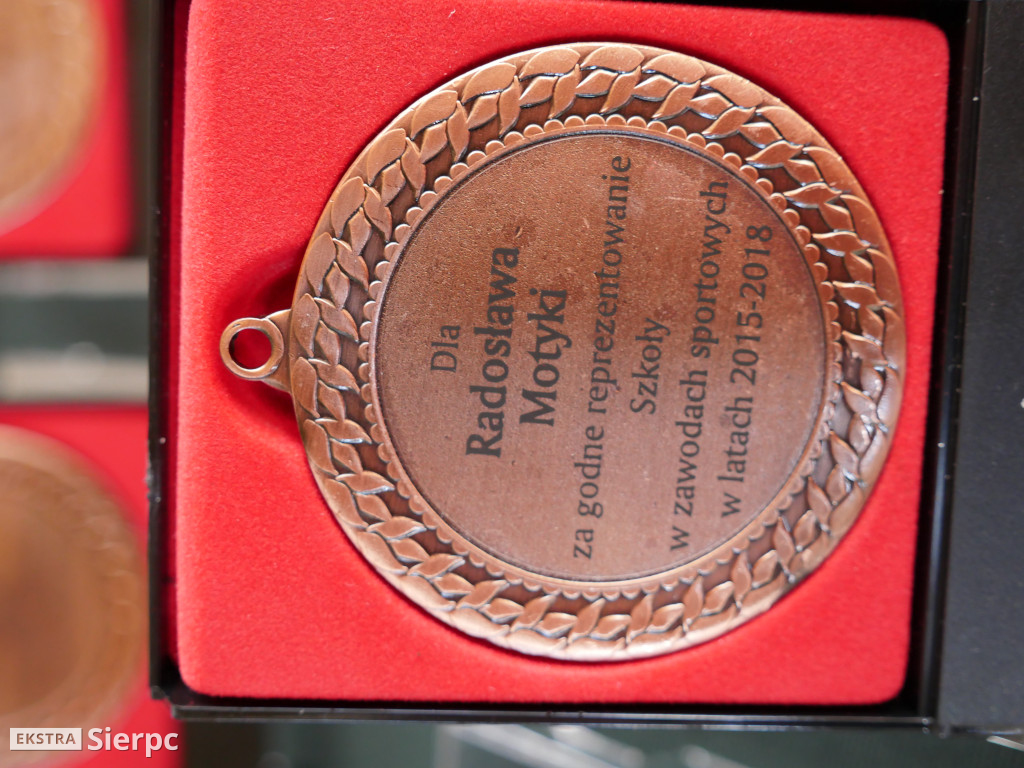 Dla
Radosława
Motyki
za godne reprezentowanie
Szkoły
w zawodach sportowych
w latach 2015-2018
EKSTRA Sierpc